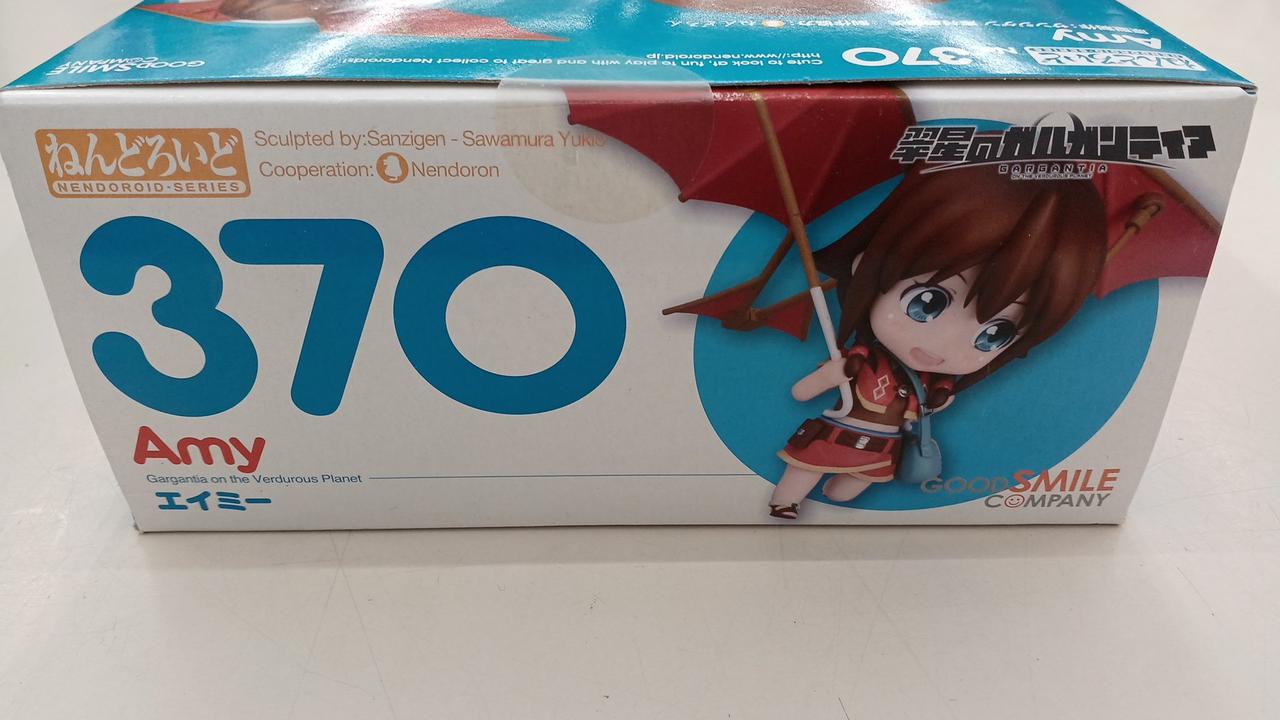 GOOD SMILE
COMPANY
Cute to look at, fun to play with and great to collect Nendoroids!
http://www.nendoroid.jp
370
Amy
ねんどろいど
NENDOROID・SERIES
Sculpted by:Sanzigen - Sawamura Yukio
Cooperation: Nendoron
翠星のガルガンティア
GARGANTIA
ON THE VERDUROUS PLANET
370
Amy
Gargantia on the Verdurous Planet
エイミー
GOOD SMILE
COMPANY